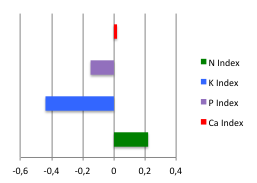 N Index
K Index
P Index
Ca Index
-0,6 -0,4 -0,2 0 0,2 0,4